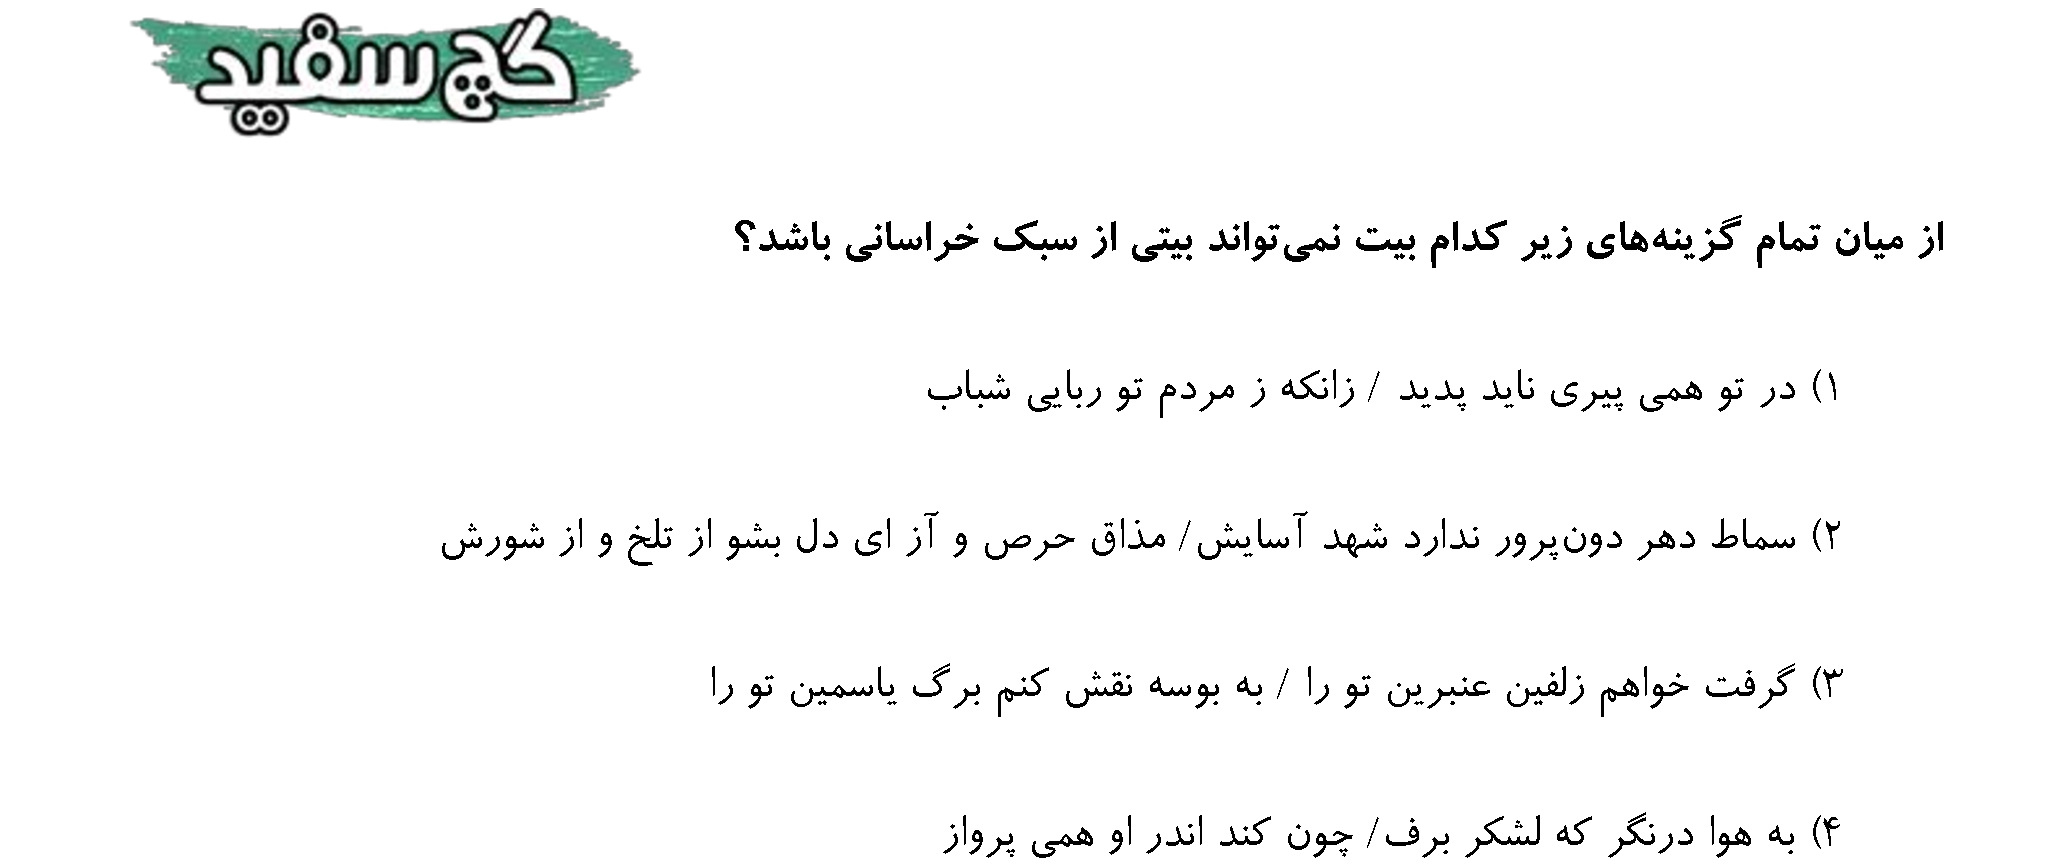 گچ سفید
از میان تمام گزینه‌های زیر کدام بیت نمی‌تواند بیتی از سبک خراسانی باشد؟
۱) در تو همی پیری ناید پدید / زانکه ز مردم تو ربایی شباب
۲) سماط دهر دون‌پرور ندارد شهد آسایش/ مذاق حرص و آز ای دل بشو از تلخ و از شورش
۳) گرفت خواهم زلفین عنبرین تو را / به بوسه نقش کنم برگ یاسمین تو را
۴) به هوا درنگر که لشکر برف/ چون کند اندر او همی پرواز